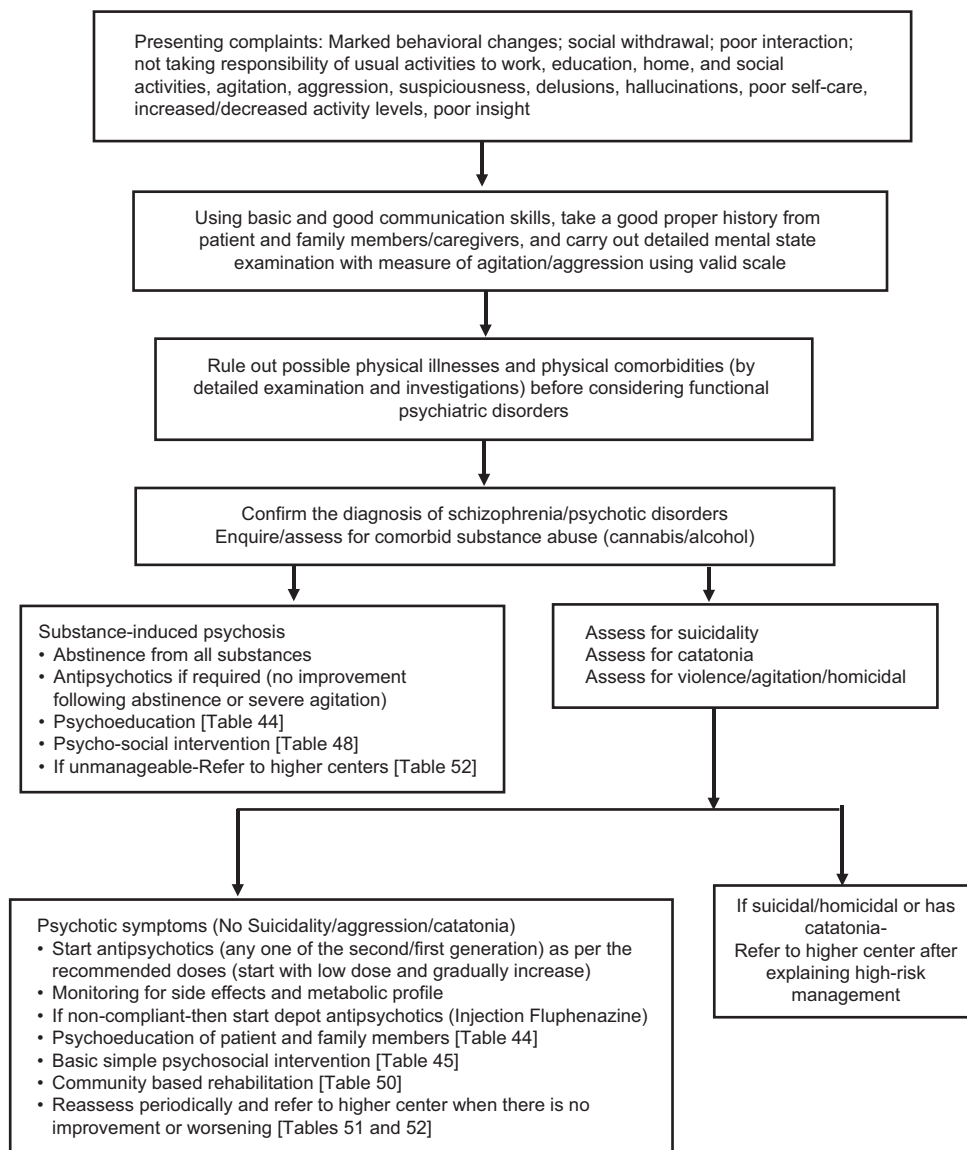 Presenting complaints: Marked behavioral changes; social withdrawal; poor interaction;
not taking responsibility of usual activities to work, education, home, and social
activities, agitation, aggression, suspiciousness, delusions, hallucinations, poor self-care,
increased/decreased activity levels, poor insight
Using basic and good communication skills, take a good proper history from
patient and family members/caregivers, and carry out detailed mental state
examination with measure of agitation/aggression using valid scale
Rule out possible physical illnesses and physical comorbidities (by
detailed examination and investigations) before considering functional
psychiatric disorders
Confirm the diagnosis of schizophrenia/psychotic disorders
Enquire/assess for comorbid substance abuse (cannabis/alcohol)
Substance-induced psychosis
• Abstinence from all substances
• Antipsychotics if required (no improvement
following abstinence or severe agitation)
• Psychoeducation [Table 44]
• Psycho-social intervention [Table 48]
• If unmanageable-Refer to higher centers [Table 52]
Assess for suicidality
Assess for catatonia
Assess for violence/agitation/homicidal
Psychotic symptoms (No Suicidality/aggression/catatonia)
• Start antipsychotics (any one of the second/first generation) as per the
recommended doses (start with low dose and gradually increase)
• Monitoring for side effects and metabolic profile
• If non-compliant-then start depot antipsychotics (Injection Fluphenazine)
• Psychoeducation of patient and family members [Table 44]
• Basic simple psychosocial intervention [Table 45]
• Community based rehabilitation [Table 50]
• Reassess periodically and refer to higher center when there is no
improvement or worsening [Tables 51 and 52]
If suicidal/homicidal or has
catatonia-
Refer to higher center after
explaining high-risk
management